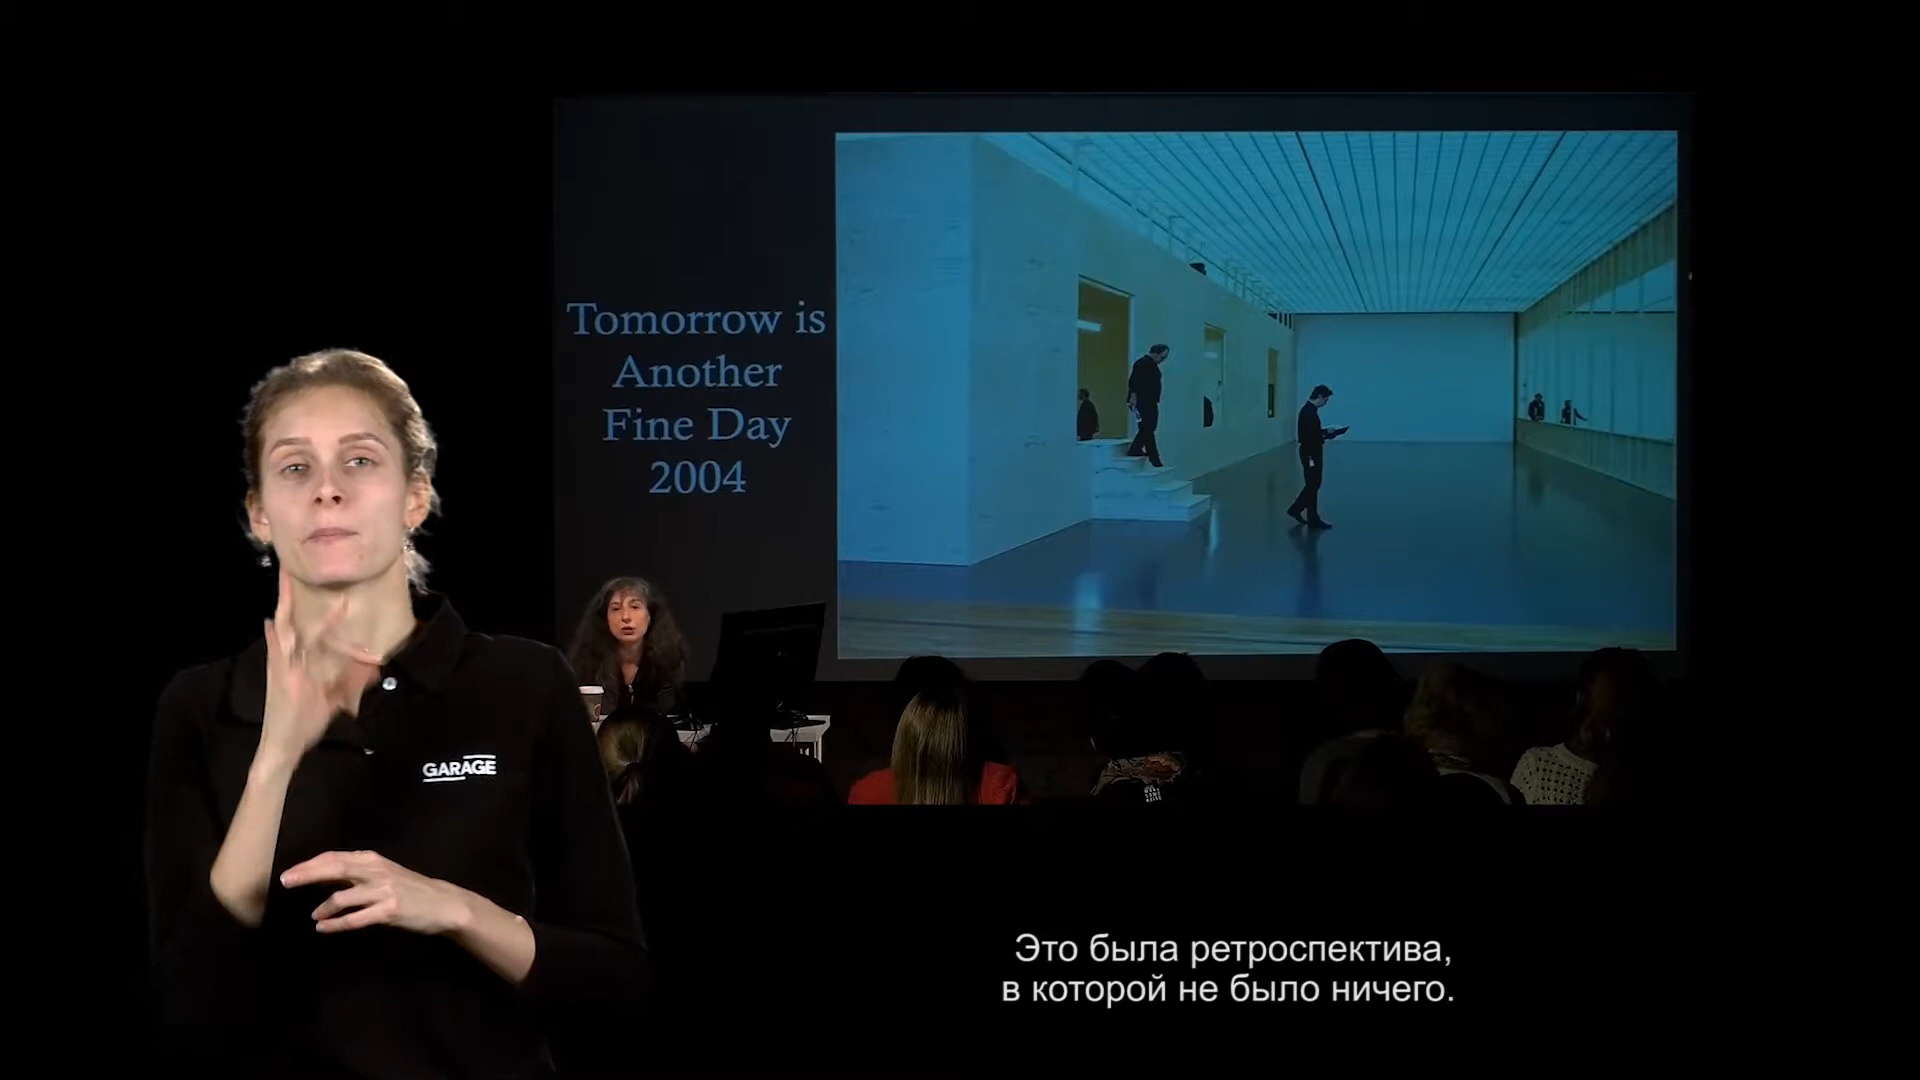 Tomorrow is
Another
Fine Day
2004
GARAGE
Это была ретроспектива,
в которой не было ничего.